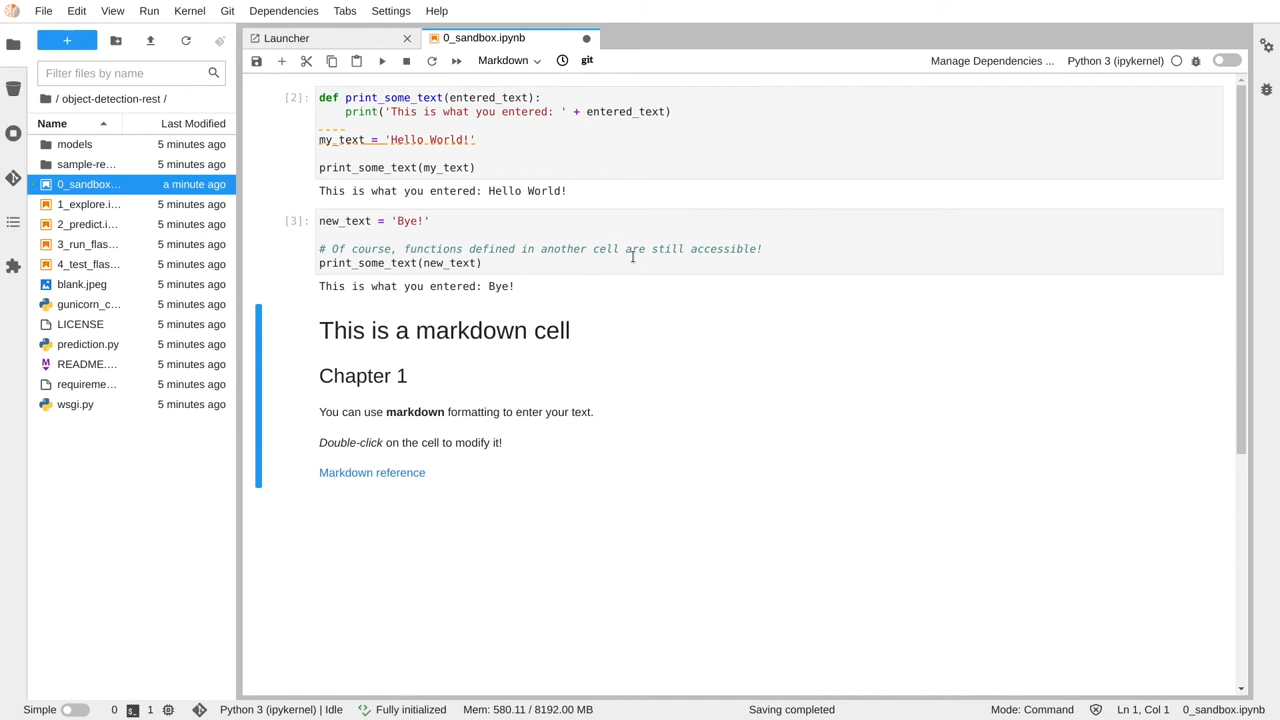 File Edit View Run Kernel Git Dependencies Tabs Settings Help
Launcher
0_sandbox.ipynb
Filter files by name
Markdown
git
Manage Dependencies ...
Python 3 (ipykernel)
/ object-detection-rest /
Name Last Modified
models 5 minutes ago
sample-re... 5 minutes ago
0_sandbox... a minute ago
1_explore.i... 5 minutes ago
2_predict.i... 5 minutes ago
3_run_flas... 5 minutes ago
4_test_flas... 5 minutes ago
blank.jpeg 5 minutes ago
gunicorn_c... 5 minutes ago
LICENSE 5 minutes ago
prediction.py 5 minutes ago
README.... 5 minutes ago
requireme... 5 minutes ago
wsgi.py 5 minutes ago
[2]: def print_some_text(entered_text):
print('This is what you entered: ' + entered_text)
my_text = 'Hello World!'
print_some_text(my_text)
This is what you entered: Hello World!
[3]: new_text = 'Bye!'
# Of course, functions defined in another cell are still accessible!
print_some_text(new_text)
This is what you entered: Bye!
This is a markdown cell
Chapter 1
You can use markdown formatting to enter your text.
Double-click on the cell to modify it!
Markdown reference
Simple 0 1 Python 3 (ipykernel) | Idle Fully initialized Mem: 580.11 / 8192.00 MB Saving completed Mode: Command Ln 1, Col 1 0_sandbox.ipynb